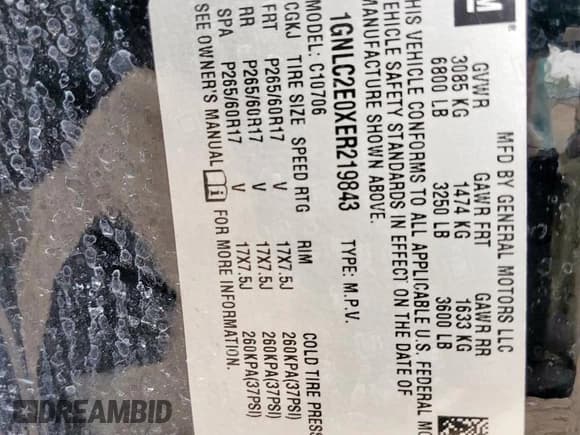 GM
MFD BY GENERAL MOTORS LLC
GVWR GAWR FRT GAWR RR
3085 KG 1474 KG 1633 KG
6800 LB 3250 LB 3600 LB
THIS VEHICLE CONFORMS TO ALL APPLICABLE U.S. FEDERAL MO
VEHICLE SAFETY STANDARDS IN EFFECT ON THE DATE OF
MANUFACTURE SHOWN ABOVE.
1GNLC2E0XER219843 TYPE: M.P.V.
MODEL: C10706
CGKJ TIRE SIZE SPEED RTG RIM COLD TIRE PRES
FRT P265/60R17 V 17X7.5J 260KPA(37PSI)
RR P265/60R17 V 17X7.5J 260KPA(37PSI)
SPA P265/60R17 V 17X7.5J 260KPA(37PSI)
SEE OWNER'S MANUAL i FOR MORE INFORMATION.
DREAMBID